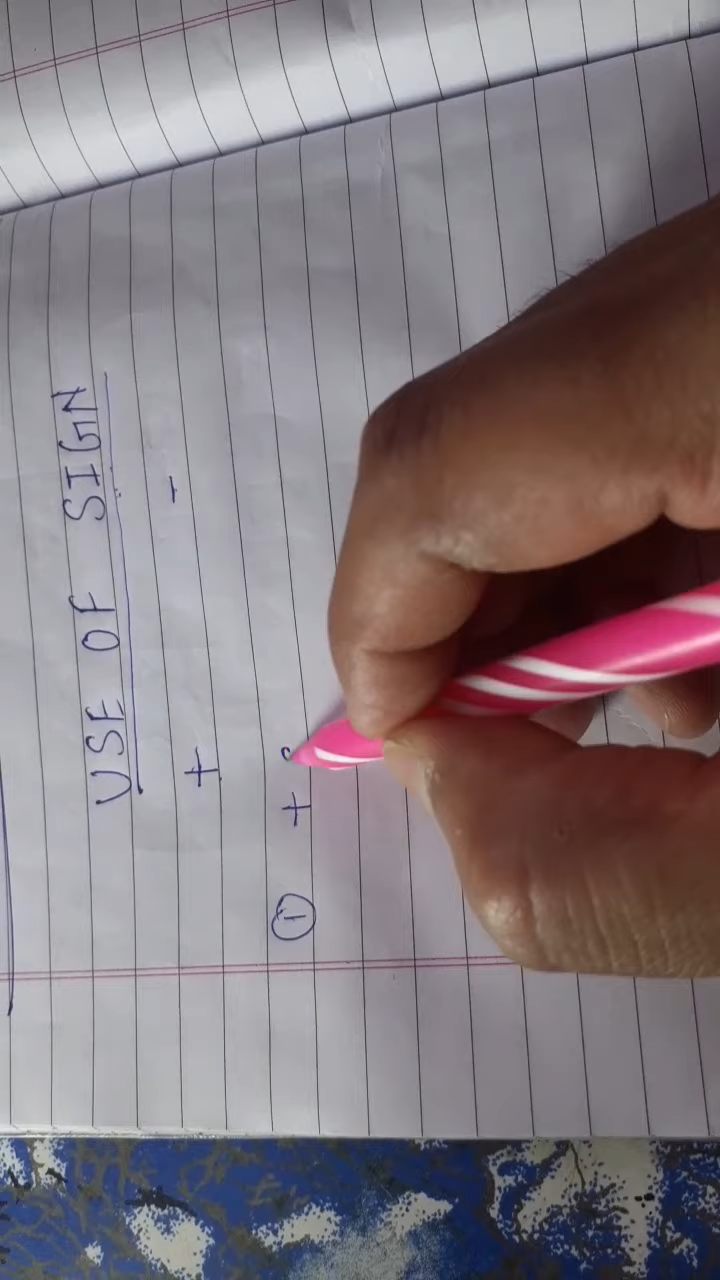 USE OF SIGN
+ -
① +